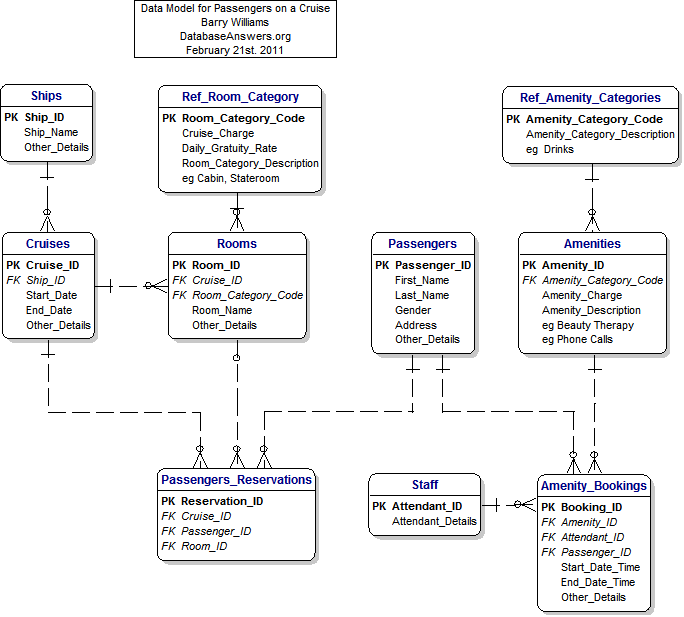 Data Model for Passengers on a Cruise
Barry Williams
DatabaseAnswers.org
February 21st. 2011
Ships
PK Ship_ID
Ship_Name
Other_Details
Ref_Room_Category
PK Room_Category_Code
Cruise_Charge
Daily_Gratuity_Rate
Room_Category_Description
eg Cabin, Stateroom
Ref_Amenity_Categories
PK Amenity_Category_Code
Amenity_Category_Description
eg Drinks
Cruises
PK Cruise_ID
FK Ship_ID
Start_Date
End_Date
Other_Details
Rooms
PK Room_ID
FK Cruise_ID
FK Room_Category_Code
Room_Name
Other_Details
Passengers
PK Passenger_ID
First_Name
Last_Name
Gender
Address
Other_Details
Amenities
PK Amenity_ID
FK Amenity_Category_Code
Amenity_Charge
Amenity_Description
eg Beauty Therapy
eg Phone Calls
Passengers_Reservations
PK Reservation_ID
FK Cruise_ID
FK Passenger_ID
FK Room_ID
Staff
PK Attendant_ID
Attendant_Details
Amenity_Bookings
PK Booking_ID
FK Amenity_ID
FK Attendant_ID
FK Passenger_ID
Start_Date_Time
End_Date_Time
Other_Details